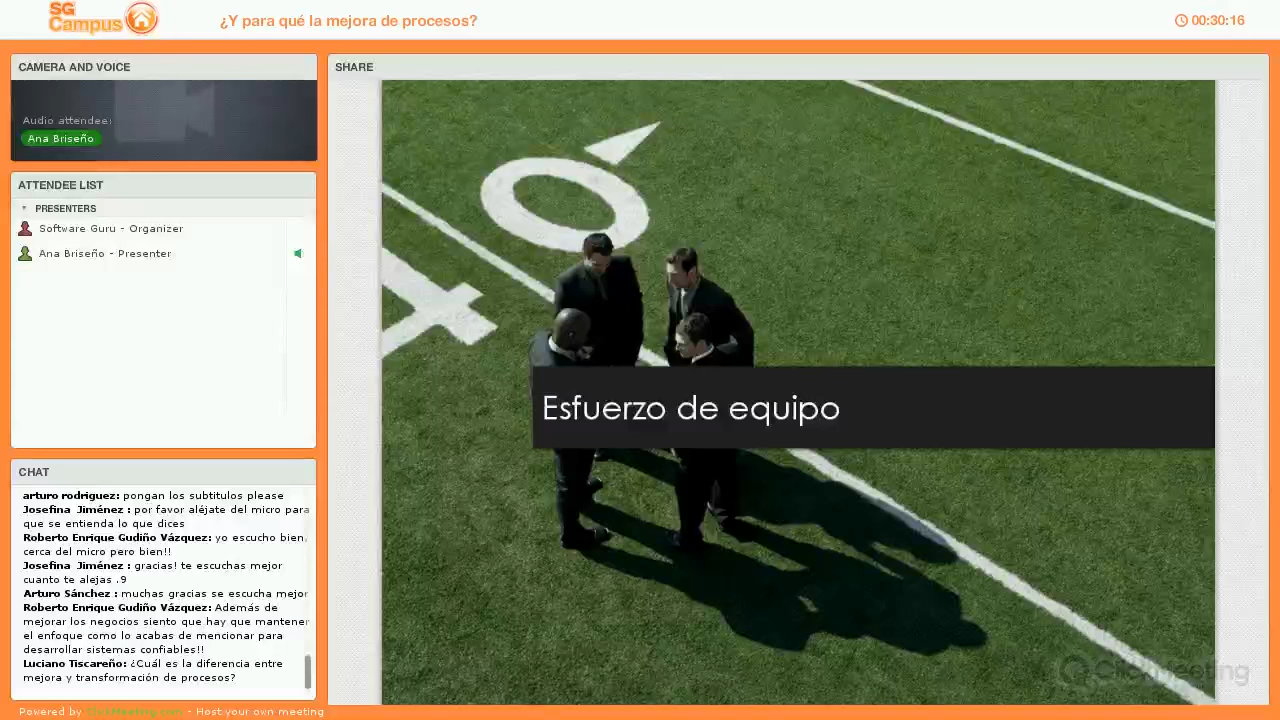 SG
Campus
¿Y para qué la mejora de procesos?
00:30:16
CAMERA AND VOICE
Audio attendee:
Ana Briseño
ATTENDEE LIST
PRESENTERS
Software Guru - Organizer
Ana Briseño - Presenter
CHAT
arturo rodriguez: pongan los subtitulos please
Josefina Jiménez : por favor aléjate del micro para
que se entienda lo que dices
Roberto Enrique Gudiño Vázquez: yo escucho bien,
cerca del micro pero bien!!
Josefina Jiménez : gracias! te escuchas mejor
cuanto te alejas .9
Arturo Sánchez : muchas gracias se escucha mejor
Roberto Enrique Gudiño Vázquez: Además de
mejorar los negocios siento que hay que mantener
el enfoque como lo acabas de mencionar para
desarrollar sistemas confiables!!
Luciano Tiscareño: ¿Cuál es la diferencia entre
mejora y transformación de procesos?
Powered by ClickMeeting.com - Host your own meeting
SHARE
40
Esfuerzo de equipo
ClickMeeting